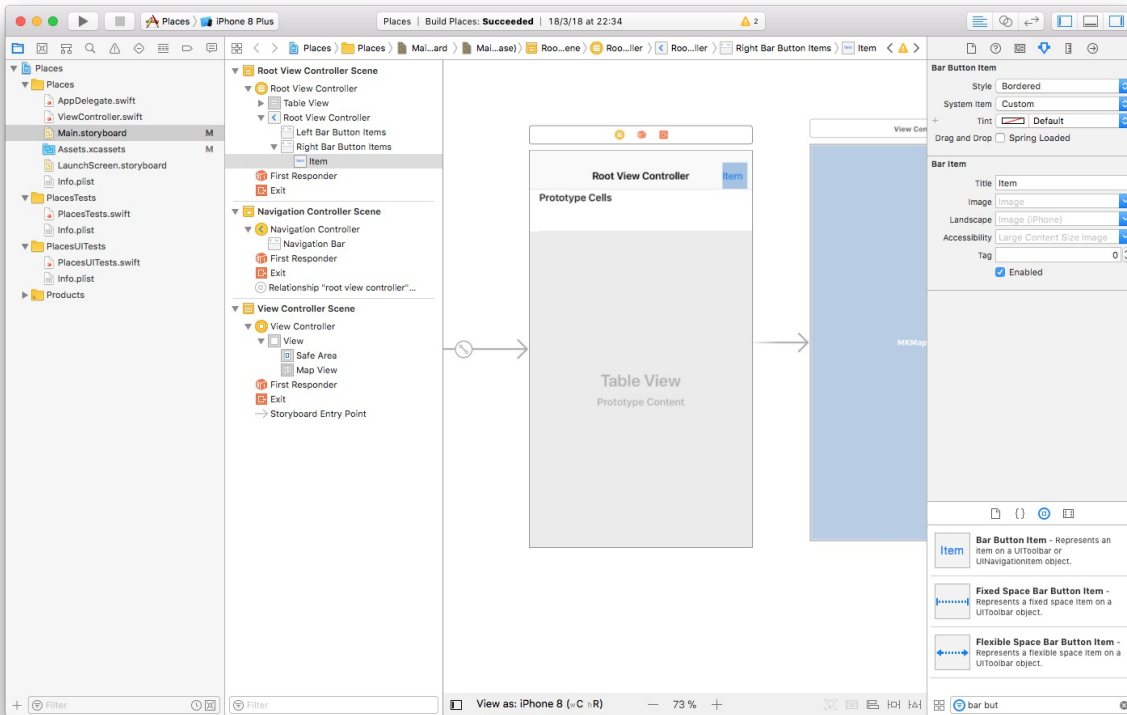 Places iPhone 8 Plus
Places | Build Places: Succeeded | 18/3/18 at 22:34
2
Places Places Mai...ard Mai...ase) Roo...ene Roo...ller Roo...ller Right Bar Button Items Item
Places
Places
AppDelegate.swift
ViewController.swift
Main.storyboard M
Assets.xcassets M
LaunchScreen.storyboard
Info.plist
PlacesTests
PlacesTests.swift
Info.plist
PlacesUITests
PlacesUITests.swift
Info.plist
Products
Filter
Root View Controller Scene
Root View Controller
Table View
Root View Controller
Left Bar Button Items
Right Bar Button Items
Item
First Responder
Exit
Navigation Controller Scene
Navigation Controller
Navigation Bar
First Responder
Exit
Relationship "root view controller"...
View Controller Scene
View Controller
View
Safe Area
Map View
First Responder
Exit
Storyboard Entry Point
Filter
Root View Controller Item
Prototype Cells
Table View
Prototype Content
View Con
MKMap
View as: iPhone 8 (wC hR) — 73 % +
Bar Button Item
Style Bordered
System Item Custom
+ Tint Default
Drag and Drop Spring Loaded
Bar Item
Title Item
Image Image
Landscape Image (iPhone)
Accessibility Large Content Size Image
Tag 0
Enabled
Item
Bar Button Item - Represents an
item on a UIToolbar or
UINavigationItem object.
Fixed Space Bar Button Item -
Represents a fixed space item on a
UIToolbar object.
Flexible Space Bar Button Item -
Represents a flexible space item on a
UIToolbar object.
bar but